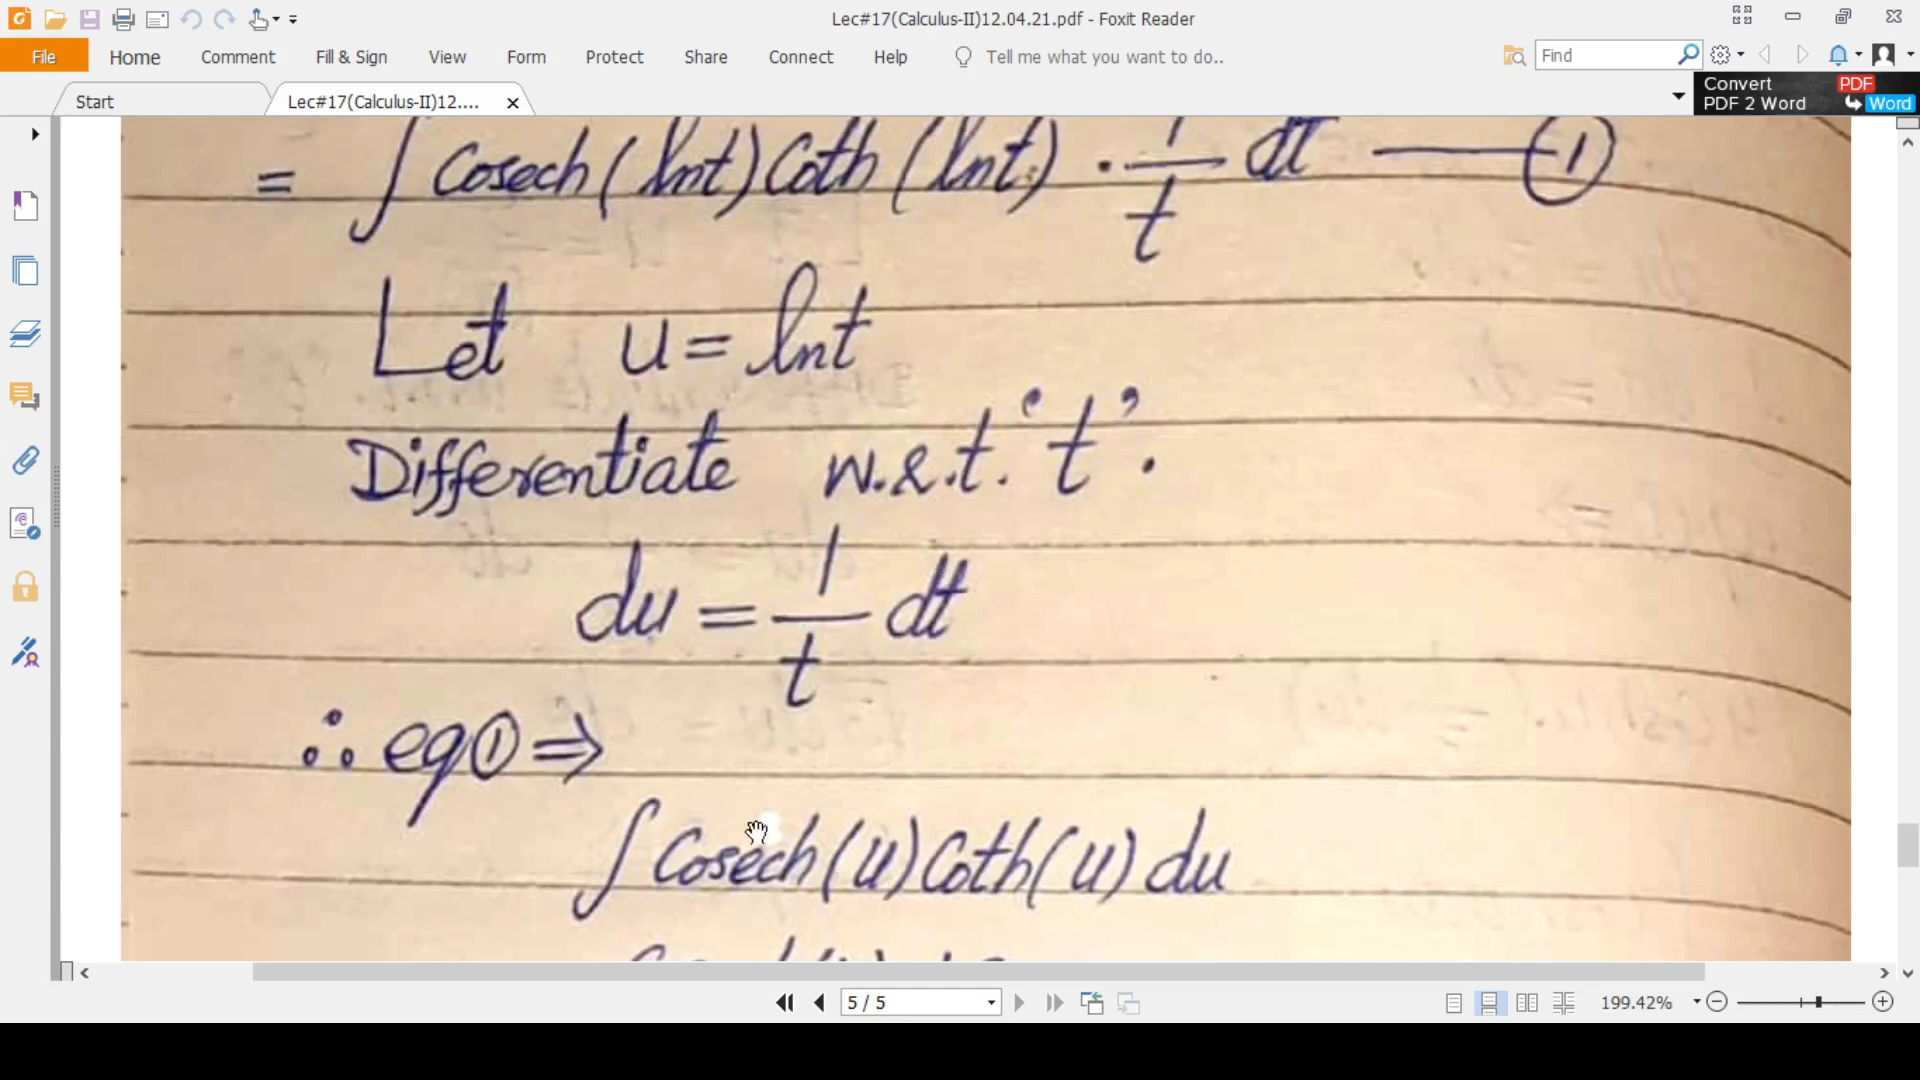 Lec#17(Calculus-II)12.04.21.pdf - Foxit Reader
File Home Comment Fill & Sign View Form Protect Share Connect Help Tell me what you want to do.. Find
Start Lec#17(Calculus-II)12.... Convert PDF
PDF 2 Word Word
= ∫ Cosech(lnt) Coth(lnt) · 1/t dt —— ①
Let u = lnt
Differentiate w.r.t. 't'.
du = 1/t dt
∴ eq① ⇒
∫ Cosech(u) Coth(u) du
5 / 5 199.42%